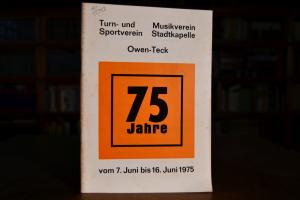 Turn- und Musikverein
Sportverein Stadtkapelle
Owen-Teck
75
Jahre
vom 7. Juni bis 16. Juni 1975